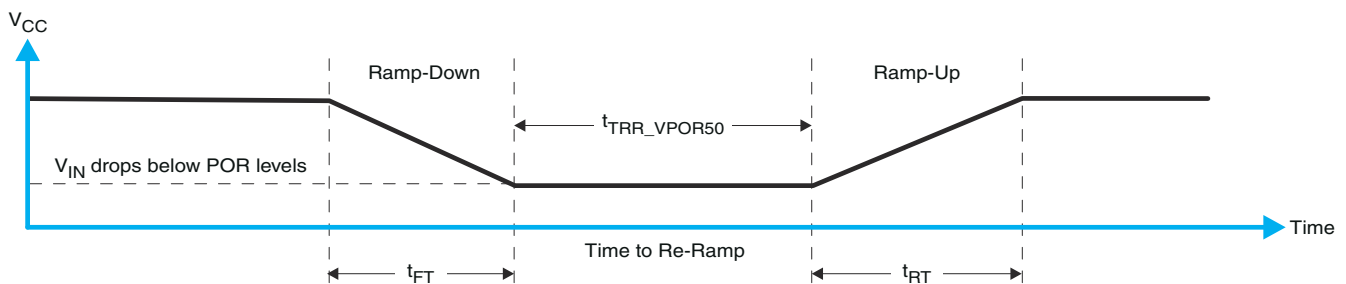 VCC
Ramp-Down
Ramp-Up
tTRR_VPOR50
VIN drops below POR levels
Time
Time to Re-Ramp
tFT
tRT